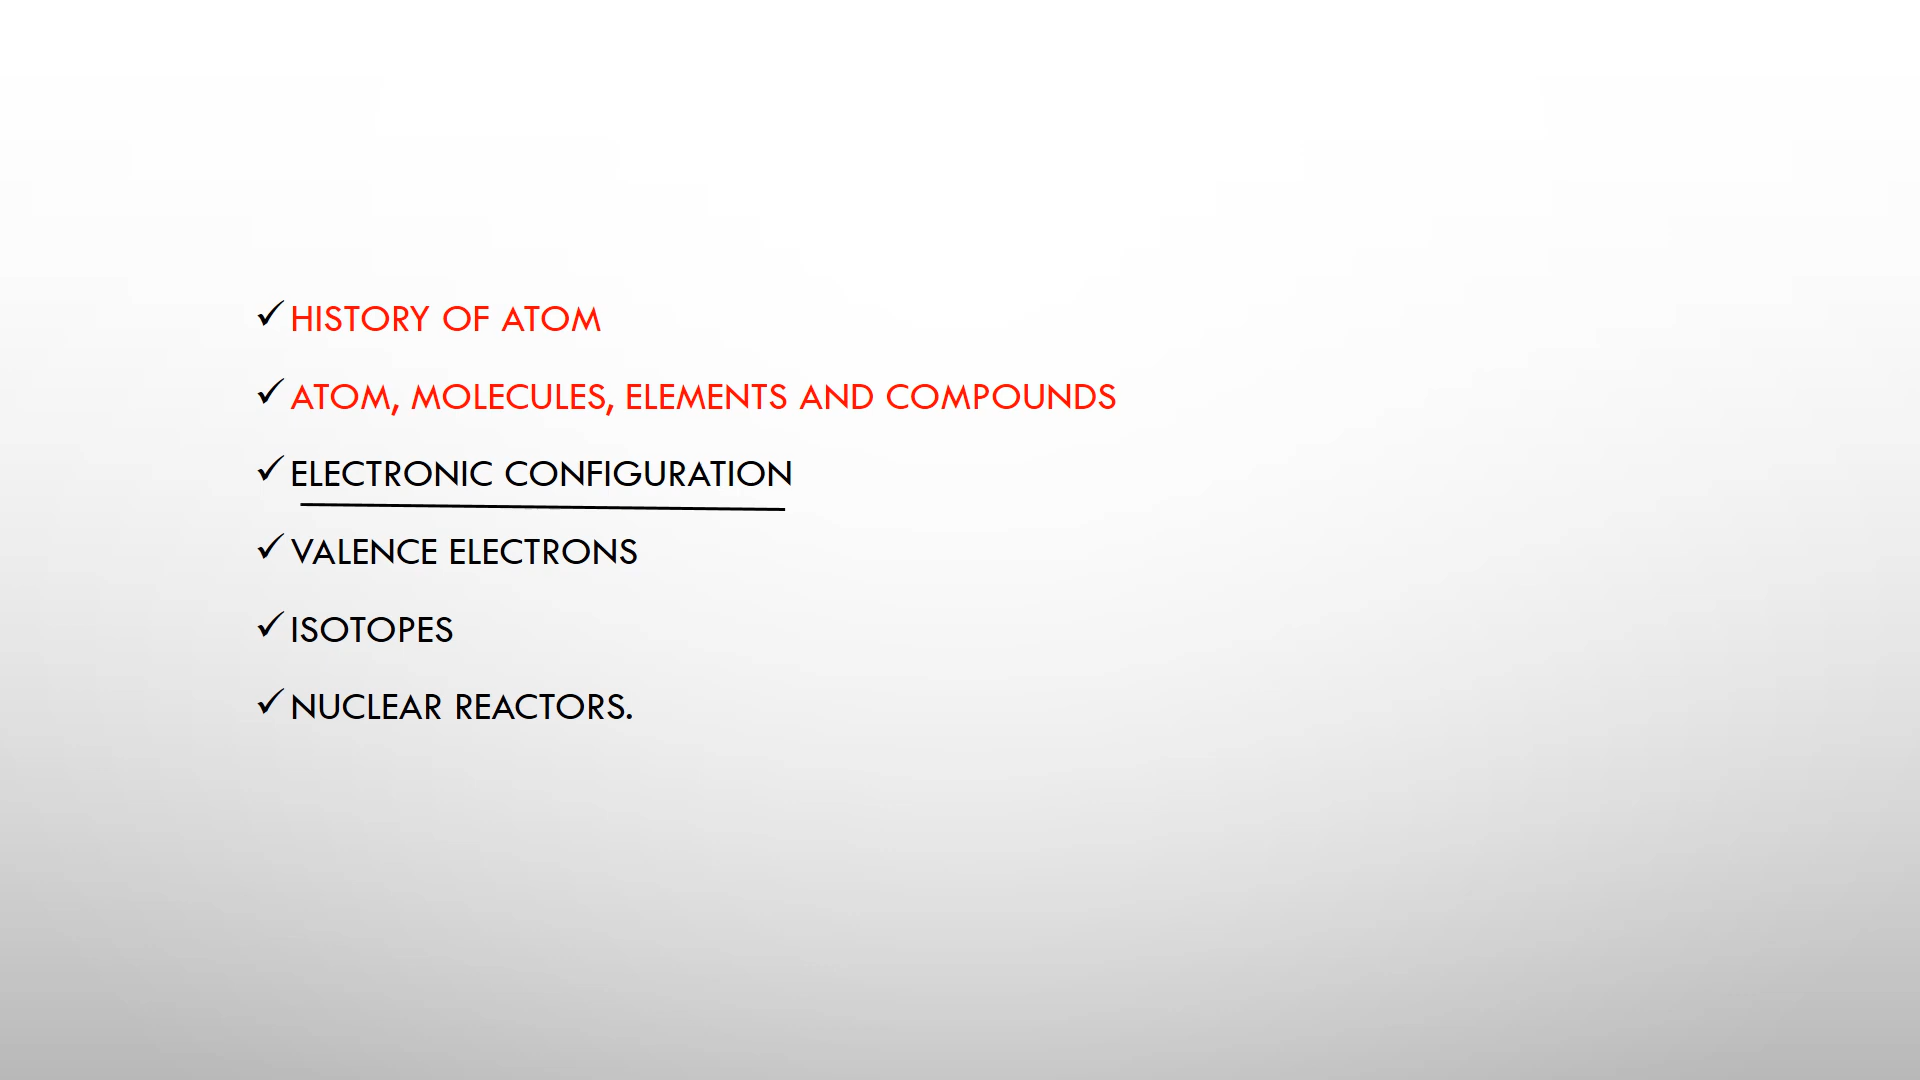 ✓ HISTORY OF ATOM
✓ ATOM, MOLECULES, ELEMENTS AND COMPOUNDS
✓ ELECTRONIC CONFIGURATION
✓ VALENCE ELECTRONS
✓ ISOTOPES
✓ NUCLEAR REACTORS.